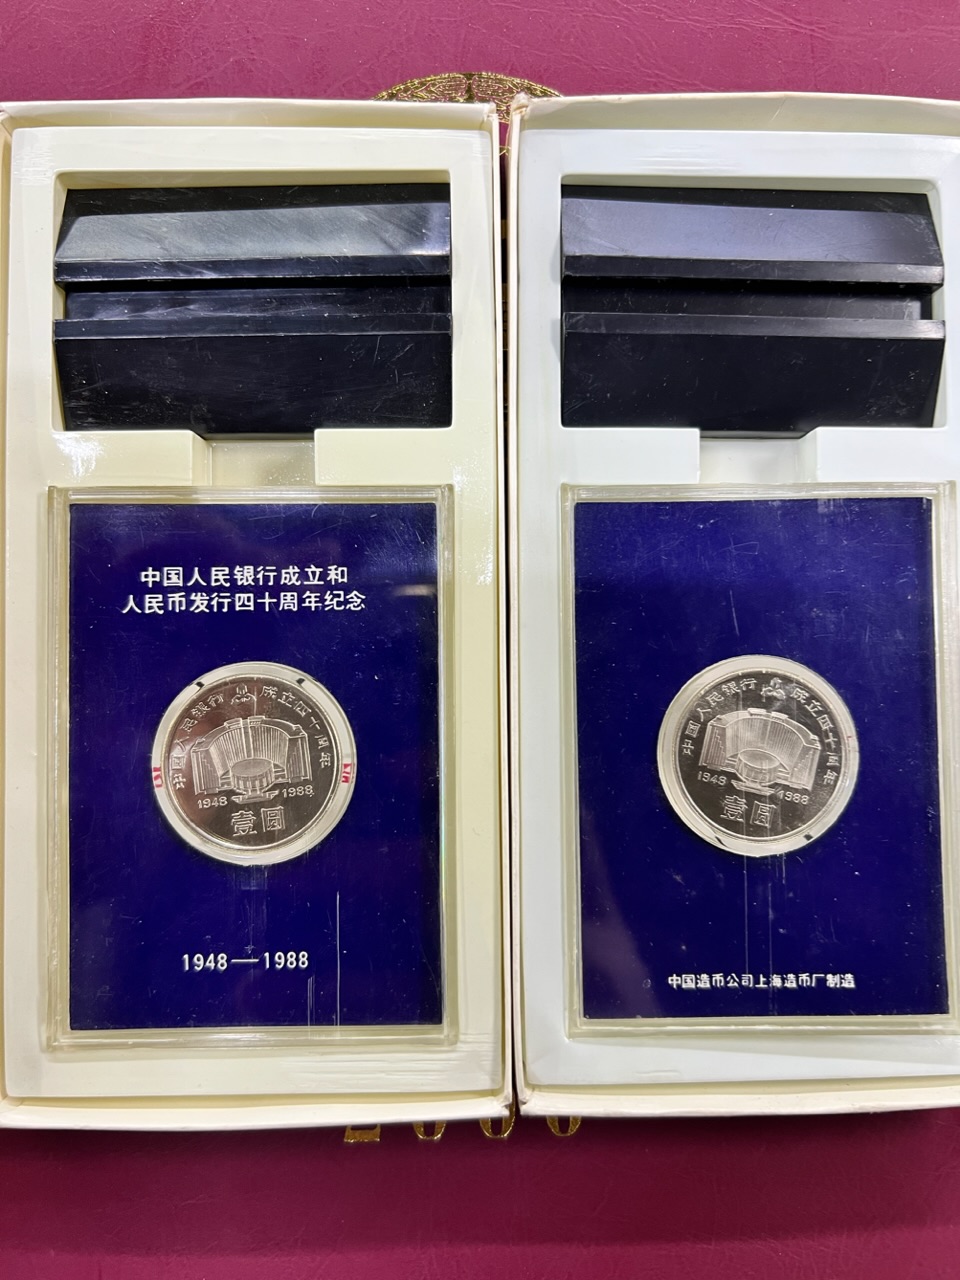 中国人民银行成立和
人民币发行四十周年纪念
中国人民银行 成立四十周年
1948 1988
壹圆
1948—1988
中国人民银行 成立四十周年
1948 1988
壹圆
中国造币公司上海造币厂制造